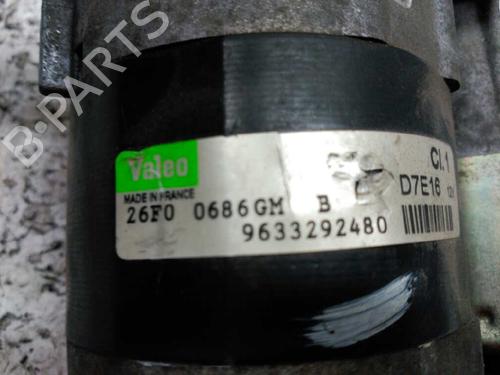 B-PARTS
Valeo
MADE IN FRANCE
Cl.1
D7E16
26F0 0686GM B
9633292480